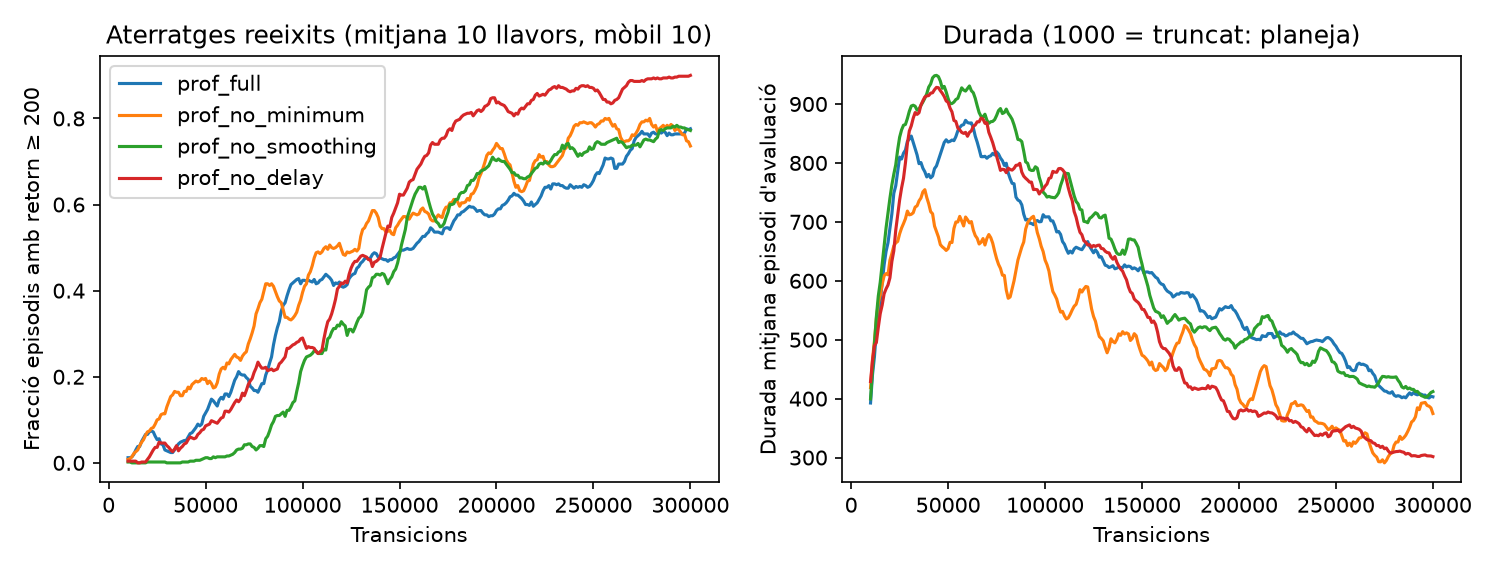 Aterratges reeixits (mitjana 10 llavors, mòbil 10)
Fracció episodis amb retorn ≥ 200
0.8
0.6
0.4
0.2
0.0
prof_full
prof_no_minimum
prof_no_smoothing
prof_no_delay
0 50000 100000 150000 200000 250000 300000
Transicions
Durada (1000 = truncat: planeja)
Durada mitjana episodi d'avaluació
900
800
700
600
500
400
300
0 50000 100000 150000 200000 250000 300000
Transicions